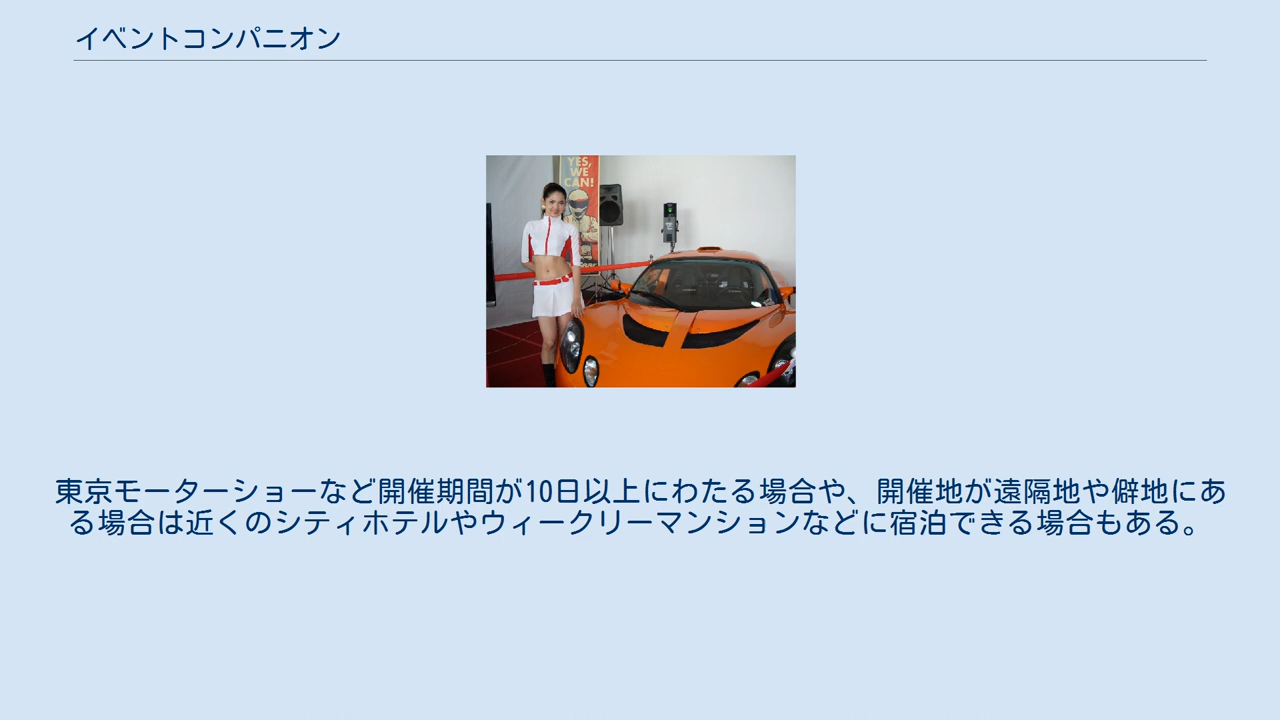 イベントコンパニオン
YES,
WE
CAN!
東京モーターショーなど開催期間が10日以上にわたる場合や、開催地が遠隔地や僻地にあ
る場合は近くのシティホテルやウィークリーマンションなどに宿泊できる場合もある。